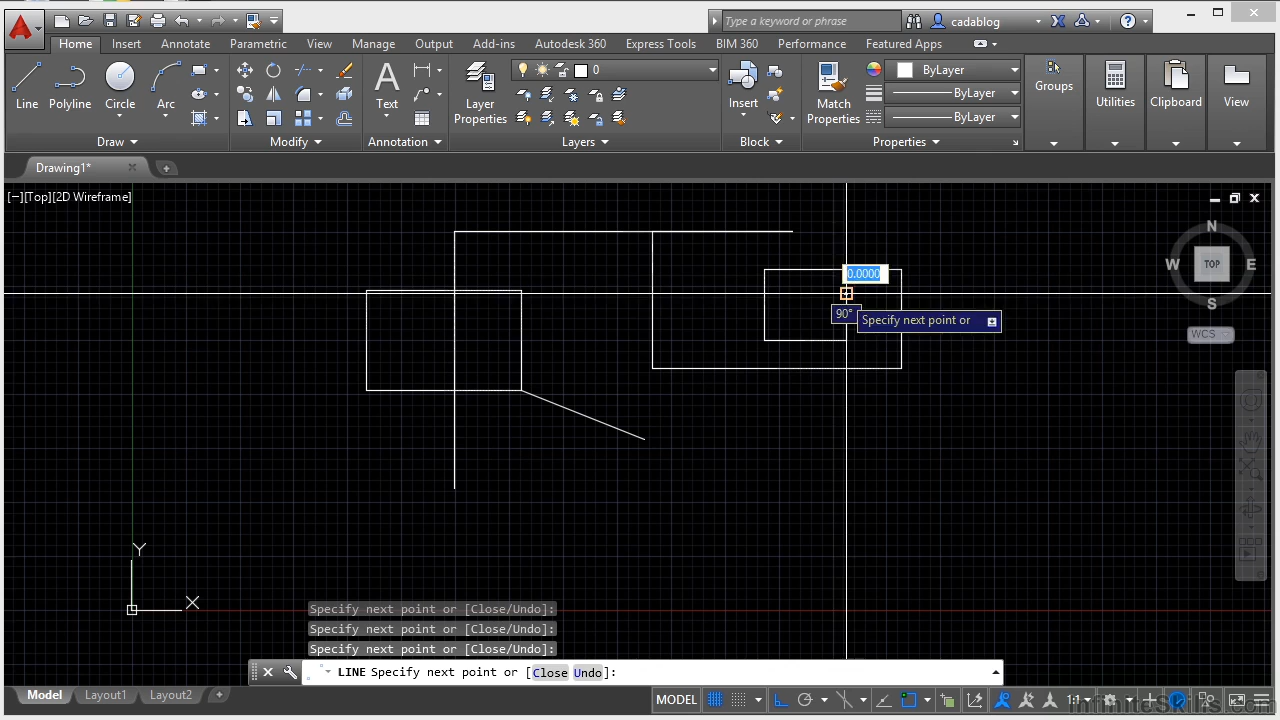 Type a keyword or phrase
cadablog
Home Insert Annotate Parametric View Manage Output Add-ins Autodesk 360 Express Tools BIM 360 Performance Featured Apps
Line Polyline Circle Arc
Text
Layer
Properties
0
Insert
Match
Properties
ByLayer
ByLayer
ByLayer
Groups
Utilities
Clipboard
View
Draw Modify Annotation Layers Block Properties
Drawing1*
[−][Top][2D Wireframe]
N
W TOP E
S
WCS
0.0000
90° Specify next point or
Y
X
Specify next point or [Close/Undo]:
Specify next point or [Close/Undo]:
Specify next point or [Close/Undo]:
LINE Specify next point or [Close Undo]:
Model Layout1 Layout2 +
MODEL 1:1
InfiniteSkills.com